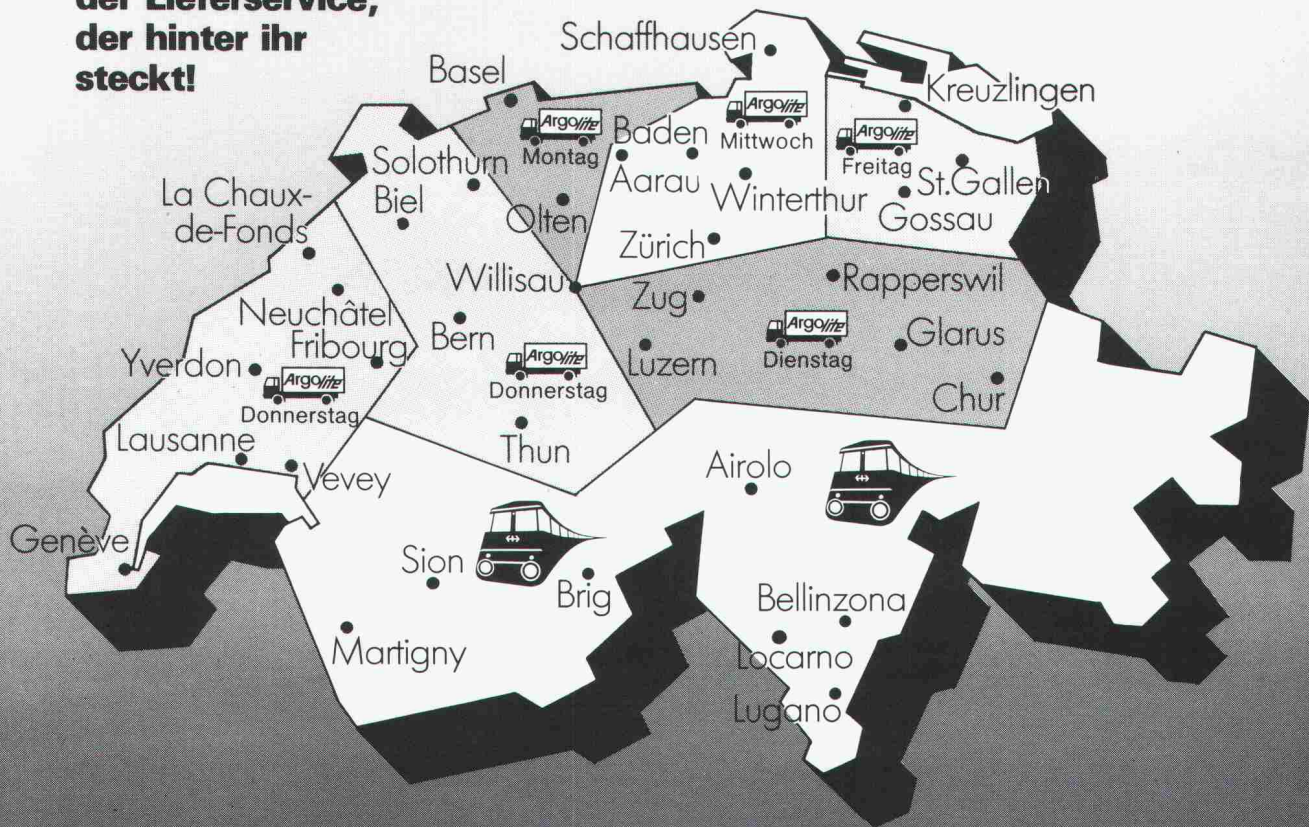 der Lieferservice,
der hinter ihr
steckt!
Schaffhausen
Basel
Kreuzlingen
Argolite
Montag
Baden
Argolite
Mittwoch
Argolite
Freitag
Solothurn
Biel
Aarau
Winterthur
St.Gallen
Gossau
La Chaux-
de-Fonds
Olten
Zürich
Willisau
Zug
Rapperswil
Neuchâtel
Fribourg
Bern
Argolite
Donnerstag
Luzern
Argolite
Dienstag
Glarus
Yverdon
Argolite
Donnerstag
Chur
Lausanne
Vevey
Thun
Airolo
Genève
Sion
Brig
Bellinzona
Martigny
Locarno
Lugano